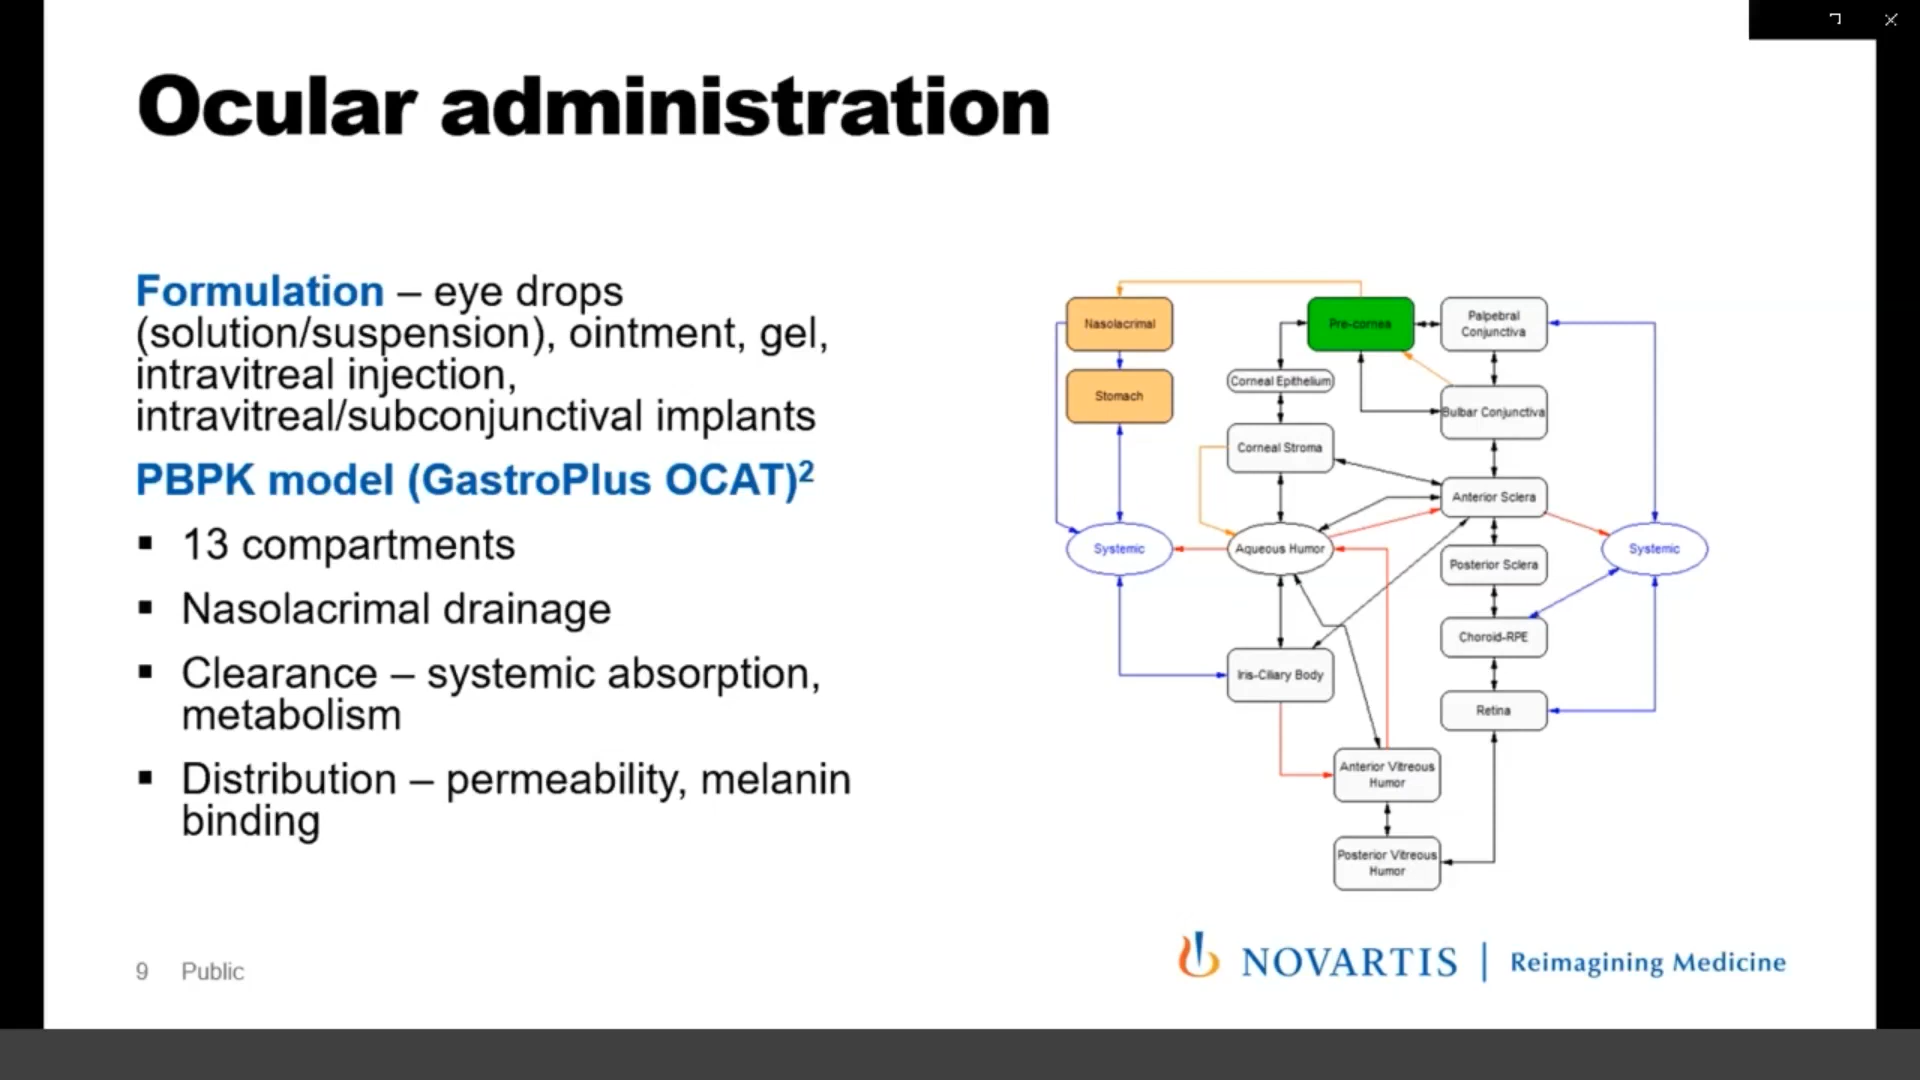 Ocular administration
Formulation – eye drops
(solution/suspension), ointment, gel,
intravitreal injection,
intravitreal/subconjunctival implants
PBPK model (GastroPlus OCAT)²
▪ 13 compartments
▪ Nasolacrimal drainage
▪ Clearance – systemic absorption,
metabolism
▪ Distribution – permeability, melanin
binding
Nasolacrimal
Pre-cornea
Palpebral
Conjunctiva
Stomach
Corneal Epithelium
Bulbar Conjunctiva
Corneal Stroma
Anterior Sclera
Systemic
Aqueous Humor
Posterior Sclera
Systemic
Choroid-RPE
Iris-Ciliary Body
Retina
Anterior Vitreous
Humor
Posterior Vitreous
Humor
9 Public
NOVARTIS | Reimagining Medicine